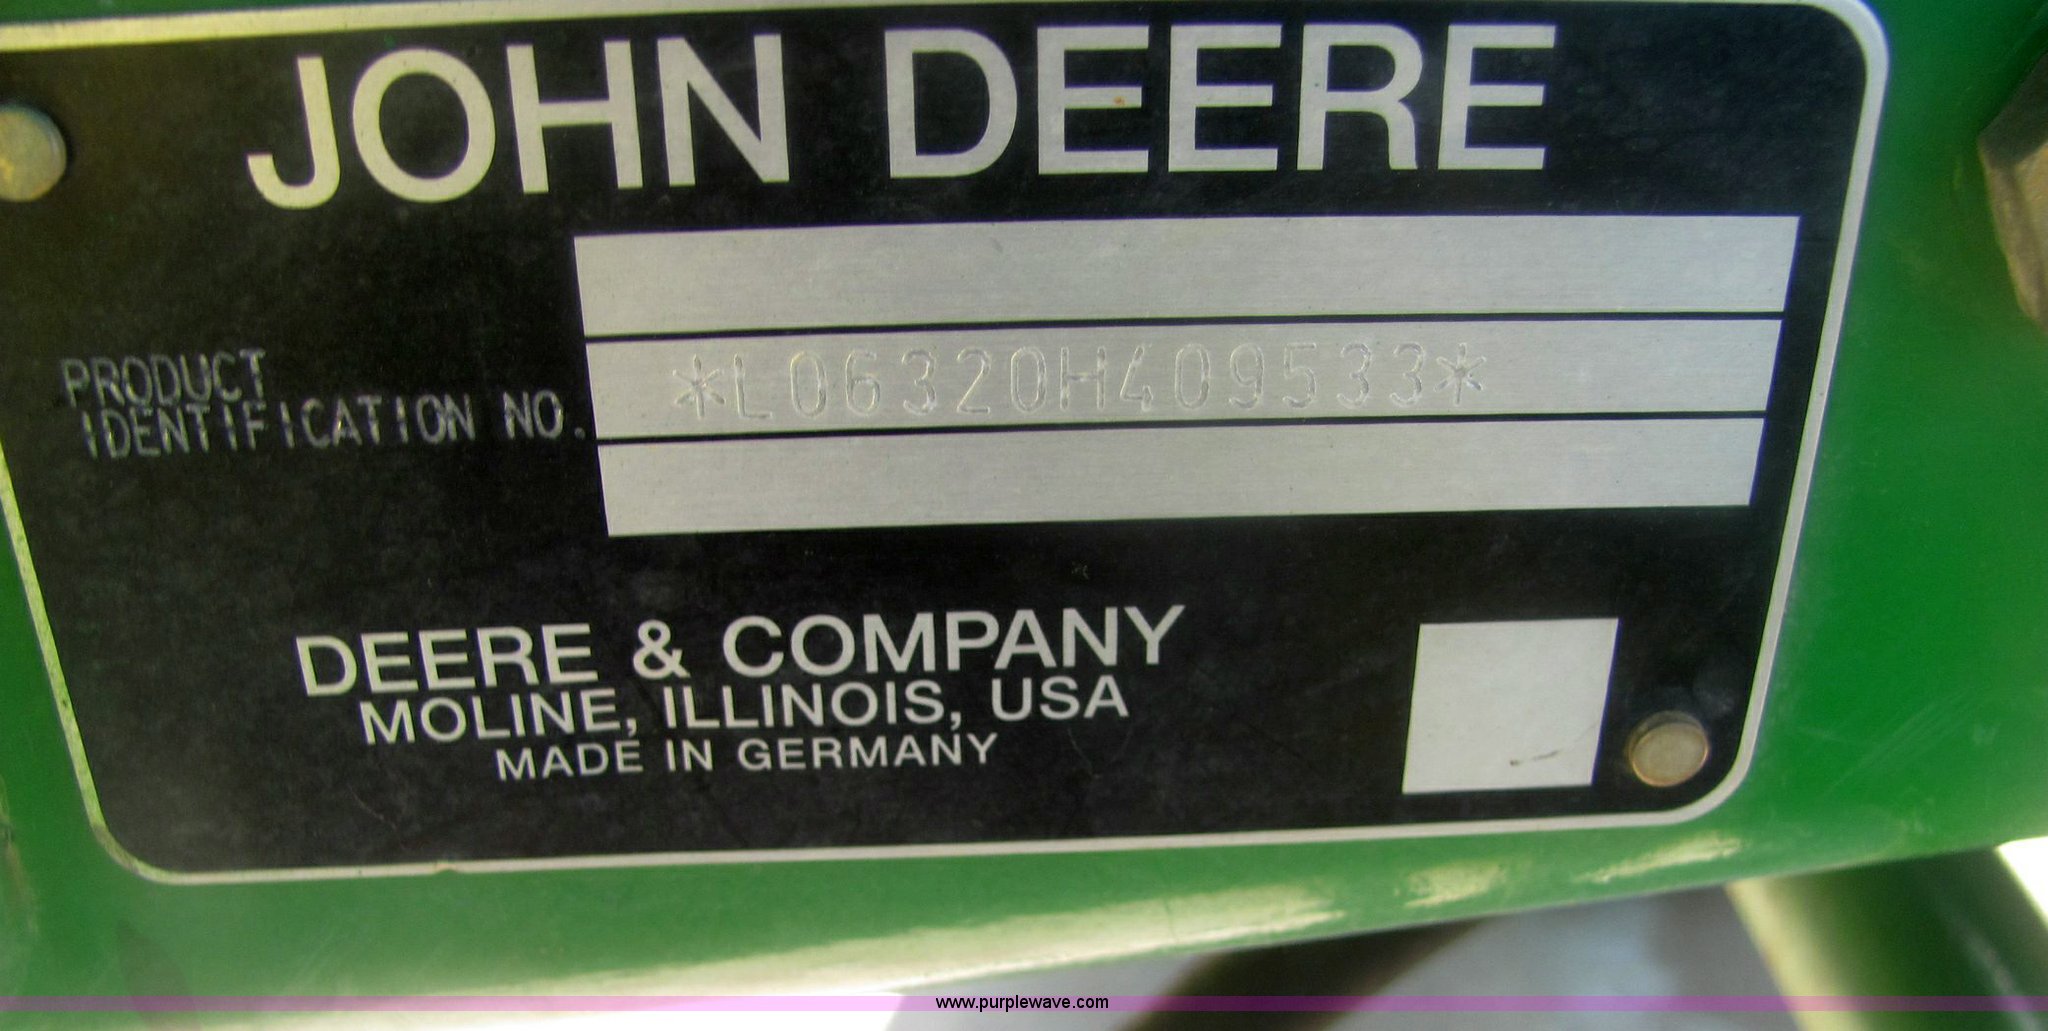 JOHN DEERE
PRODUCT
IDENTIFICATION NO.
*L06320H409533*
DEERE & COMPANY
MOLINE, ILLINOIS, USA
MADE IN GERMANY
www.purplewave.com